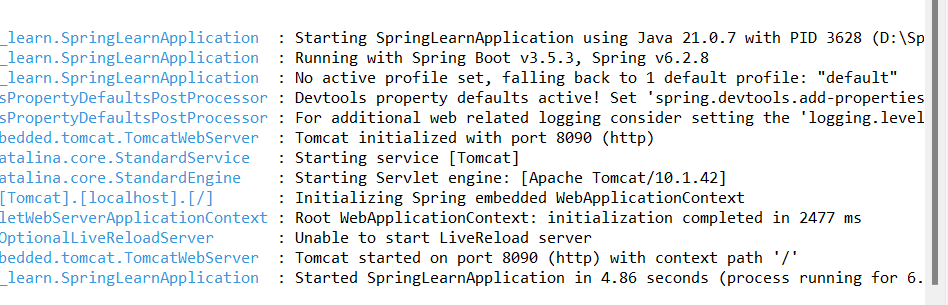 _learn.SpringLearnApplication : Starting SpringLearnApplication using Java 21.0.7 with PID 3628 (D:\Sp
_learn.SpringLearnApplication : Running with Spring Boot v3.5.3, Spring v6.2.8
_learn.SpringLearnApplication : No active profile set, falling back to 1 default profile: "default"
sPropertyDefaultsPostProcessor : Devtools property defaults active! Set 'spring.devtools.add-properties
sPropertyDefaultsPostProcessor : For additional web related logging consider setting the 'logging.level
bedded.tomcat.TomcatWebServer : Tomcat initialized with port 8090 (http)
atalina.core.StandardService : Starting service [Tomcat]
atalina.core.StandardEngine : Starting Servlet engine: [Apache Tomcat/10.1.42]
[Tomcat].[localhost].[/] : Initializing Spring embedded WebApplicationContext
letWebServerApplicationContext : Root WebApplicationContext: initialization completed in 2477 ms
OptionalLiveReloadServer : Unable to start LiveReload server
bedded.tomcat.TomcatWebServer : Tomcat started on port 8090 (http) with context path '/'
_learn.SpringLearnApplication : Started SpringLearnApplication in 4.86 seconds (process running for 6.